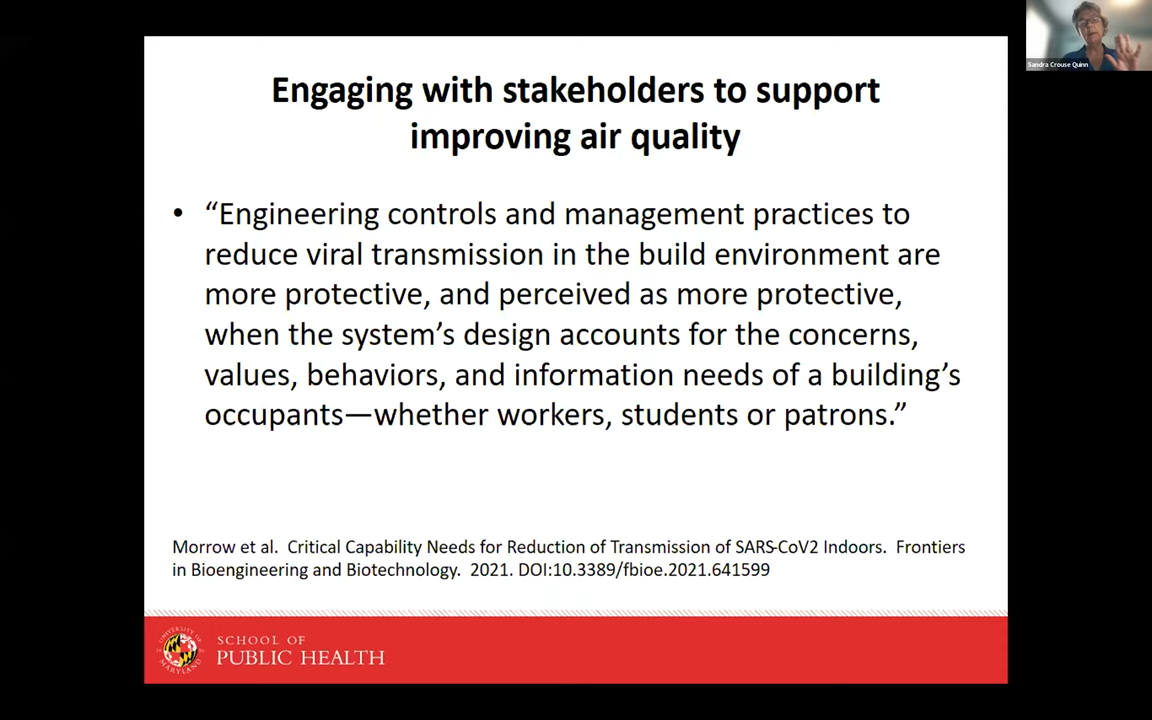 Sandra Crouse Quinn
Engaging with stakeholders to support
improving air quality
• “Engineering controls and management practices to
reduce viral transmission in the build environment are
more protective, and perceived as more protective,
when the system’s design accounts for the concerns,
values, behaviors, and information needs of a building’s
occupants—whether workers, students or patrons.”
Morrow et al.  Critical Capability Needs for Reduction of Transmission of SARS-CoV2 Indoors.  Frontiers
in Bioengineering and Biotechnology.  2021. DOI:10.3389/fbioe.2021.641599
UNIVERSITY OF
MARYLAND
SCHOOL OF
PUBLIC HEALTH